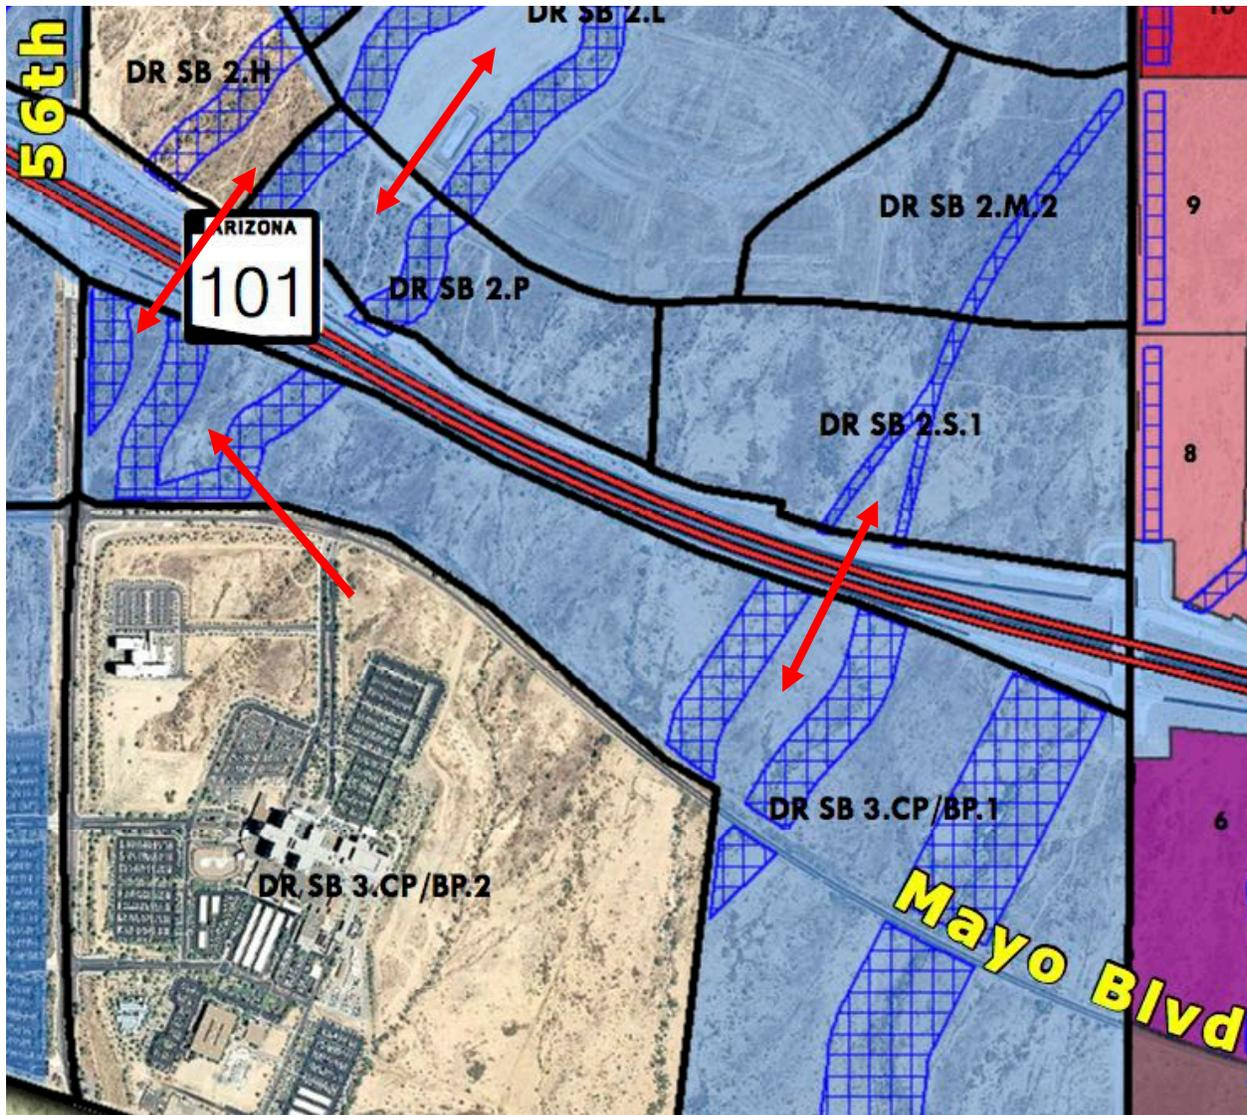 DR SB 2.L
10
56th
DR SB 2.H
DR SB 2.M.2
9
ARIZONA
101
DR SB 2.P
DR SB 2.S.1
8
DR SB 3.CP/BP.1
6
DR SB 3.CP/BP.2
Mayo Blvd